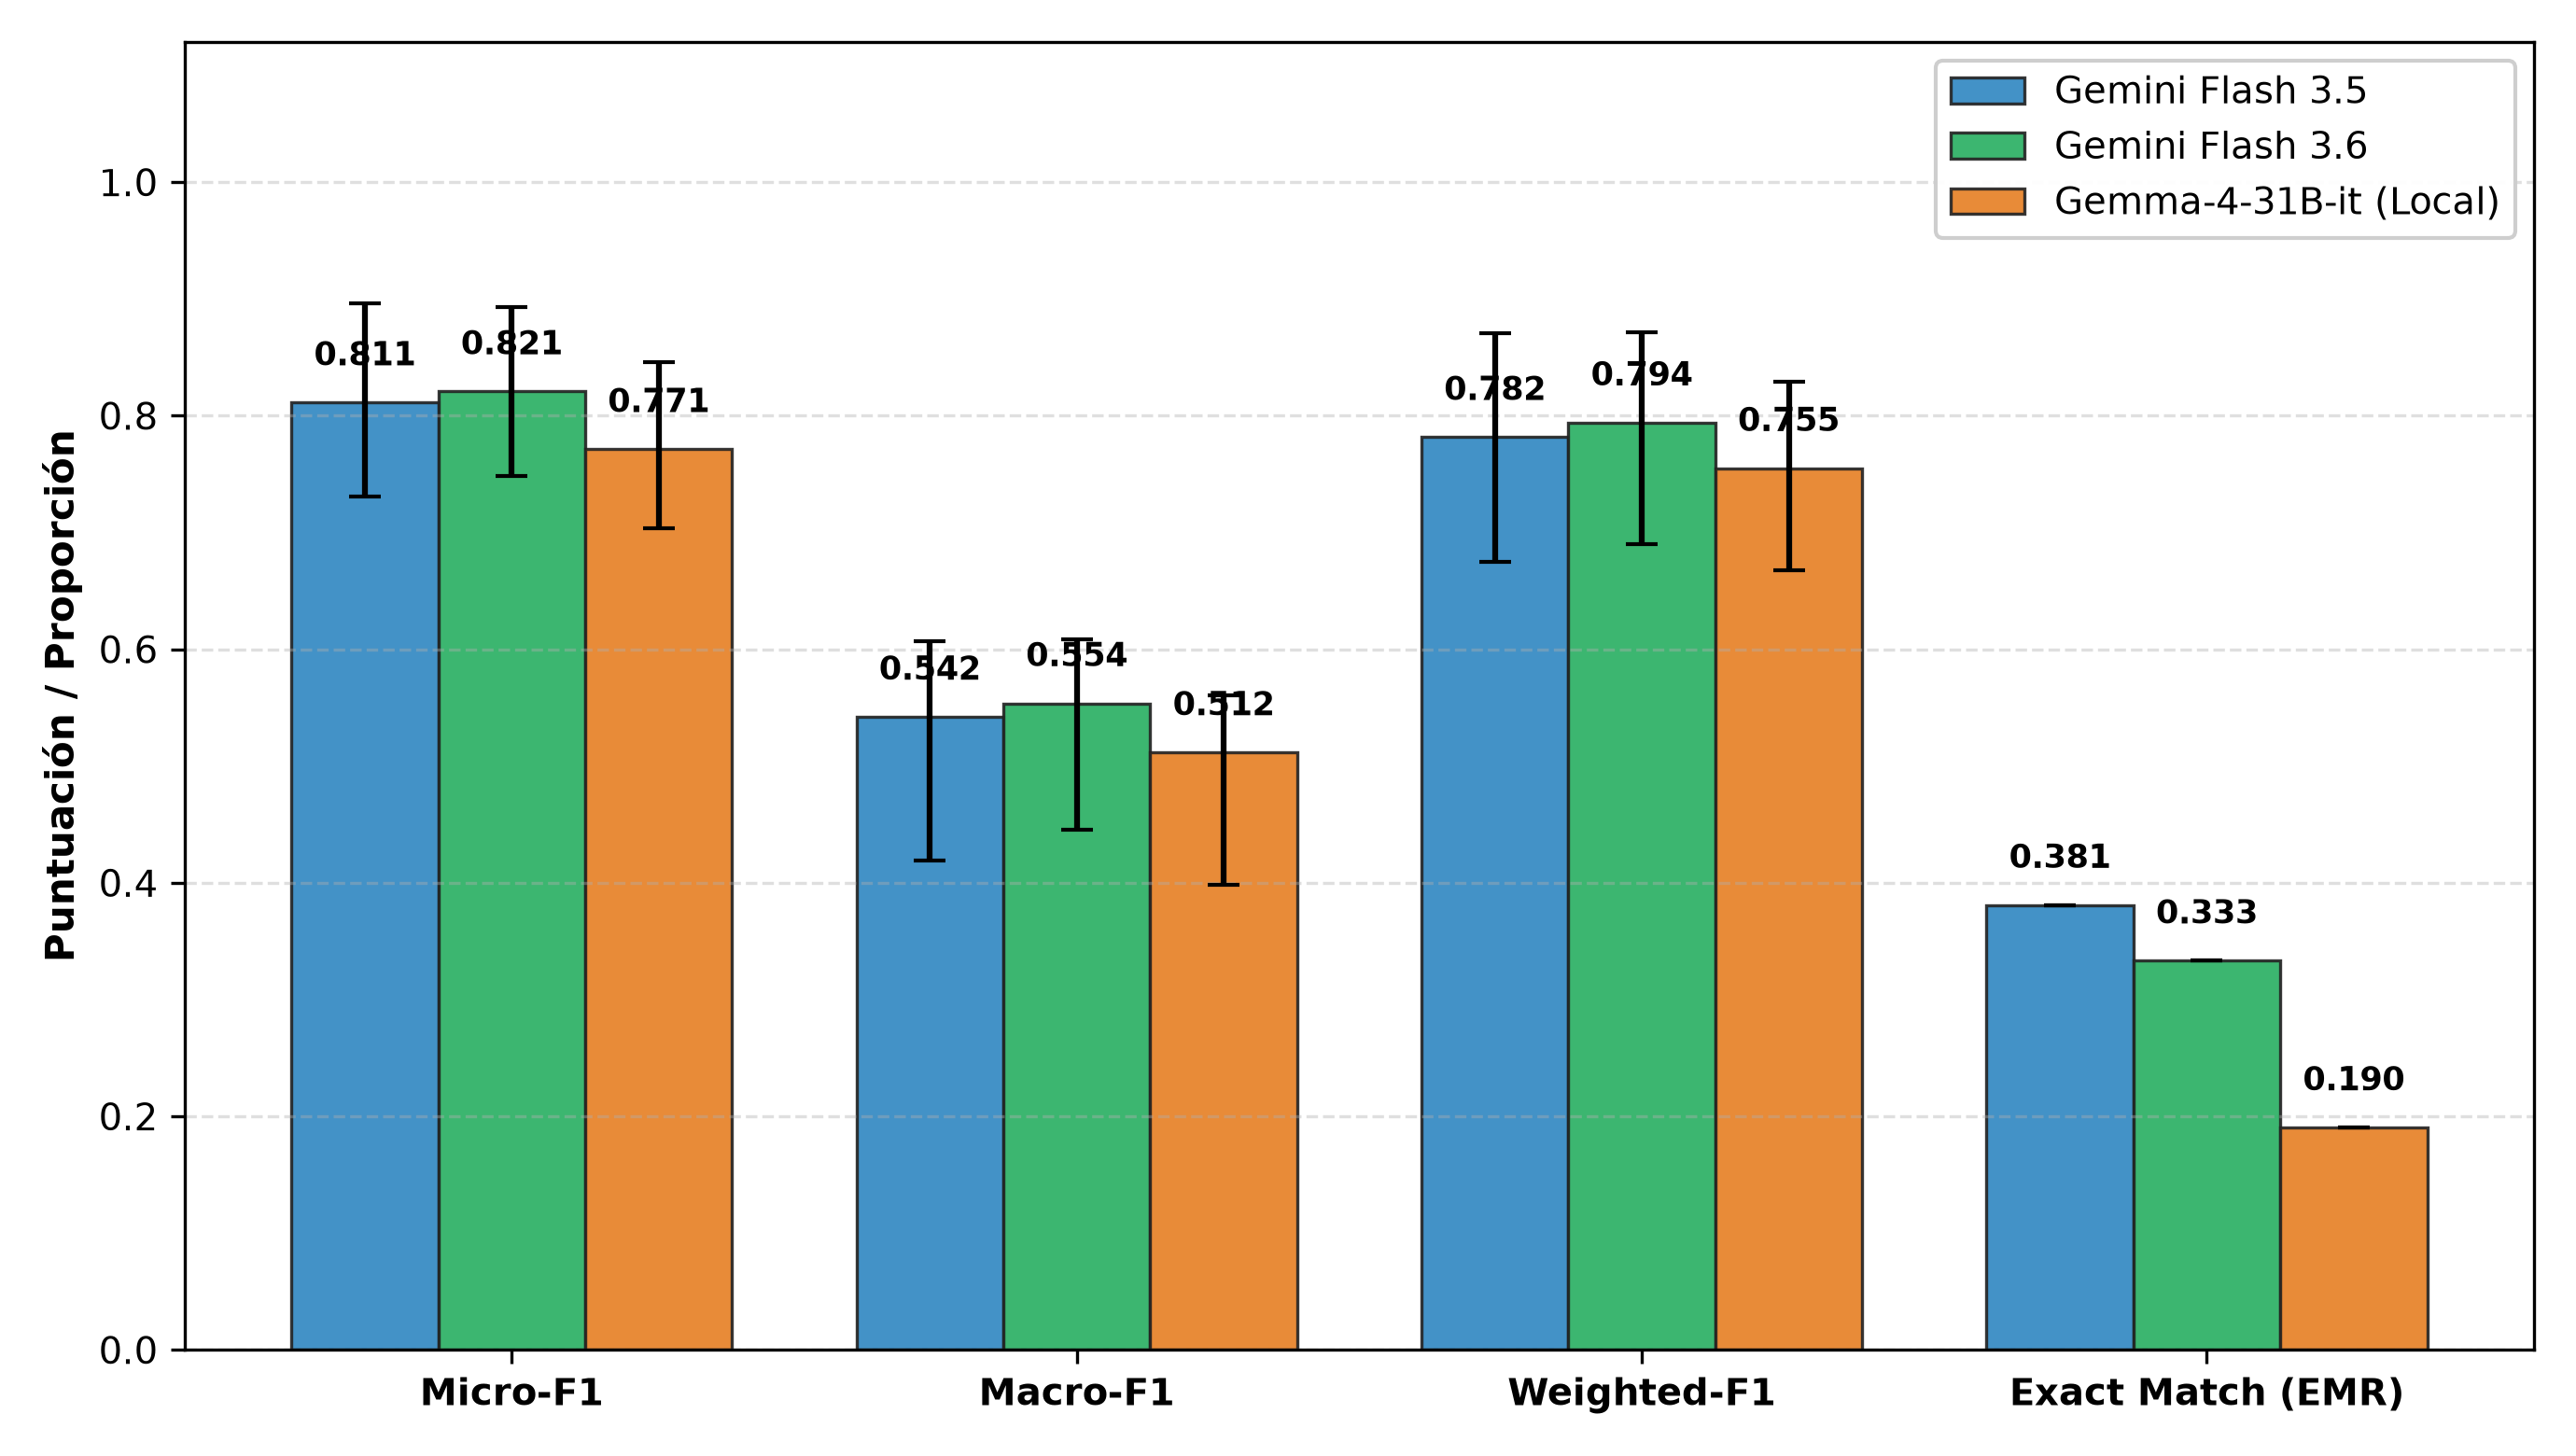 Gemini Flash 3.5
Gemini Flash 3.6
Gemma-4-31B-it (Local)
Puntuación / Proporción
1.0
0.8
0.6
0.4
0.2
0.0
0.811
0.821
0.771
0.542
0.554
0.512
0.782
0.794
0.755
0.381
0.333
0.190
Micro-F1
Macro-F1
Weighted-F1
Exact Match (EMR)